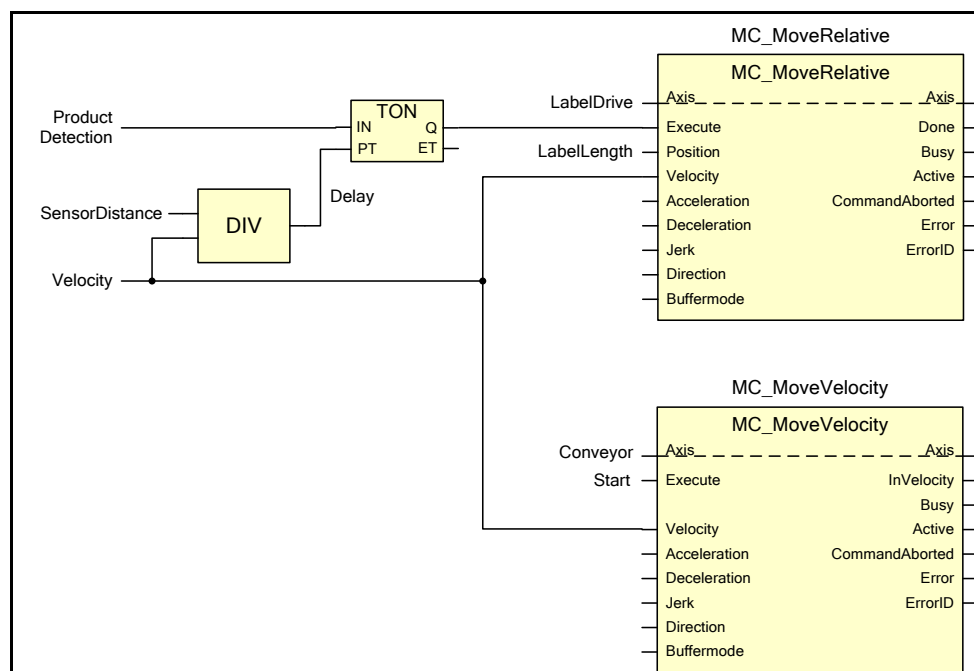 MC_MoveRelative
MC_MoveRelative
LabelDrive
Axis
Axis
Product
Detection
TON
IN
Q
PT
ET
Execute
Done
LabelLength
Position
Busy
Velocity
Active
Delay
Acceleration
CommandAborted
SensorDistance
DIV
Deceleration
Error
Jerk
ErrorID
Velocity
Direction
Buffermode
MC_MoveVelocity
MC_MoveVelocity
Conveyor
Axis
Axis
Start
Execute
InVelocity
Busy
Velocity
Active
Acceleration
CommandAborted
Deceleration
Error
Jerk
ErrorID
Direction
Buffermode